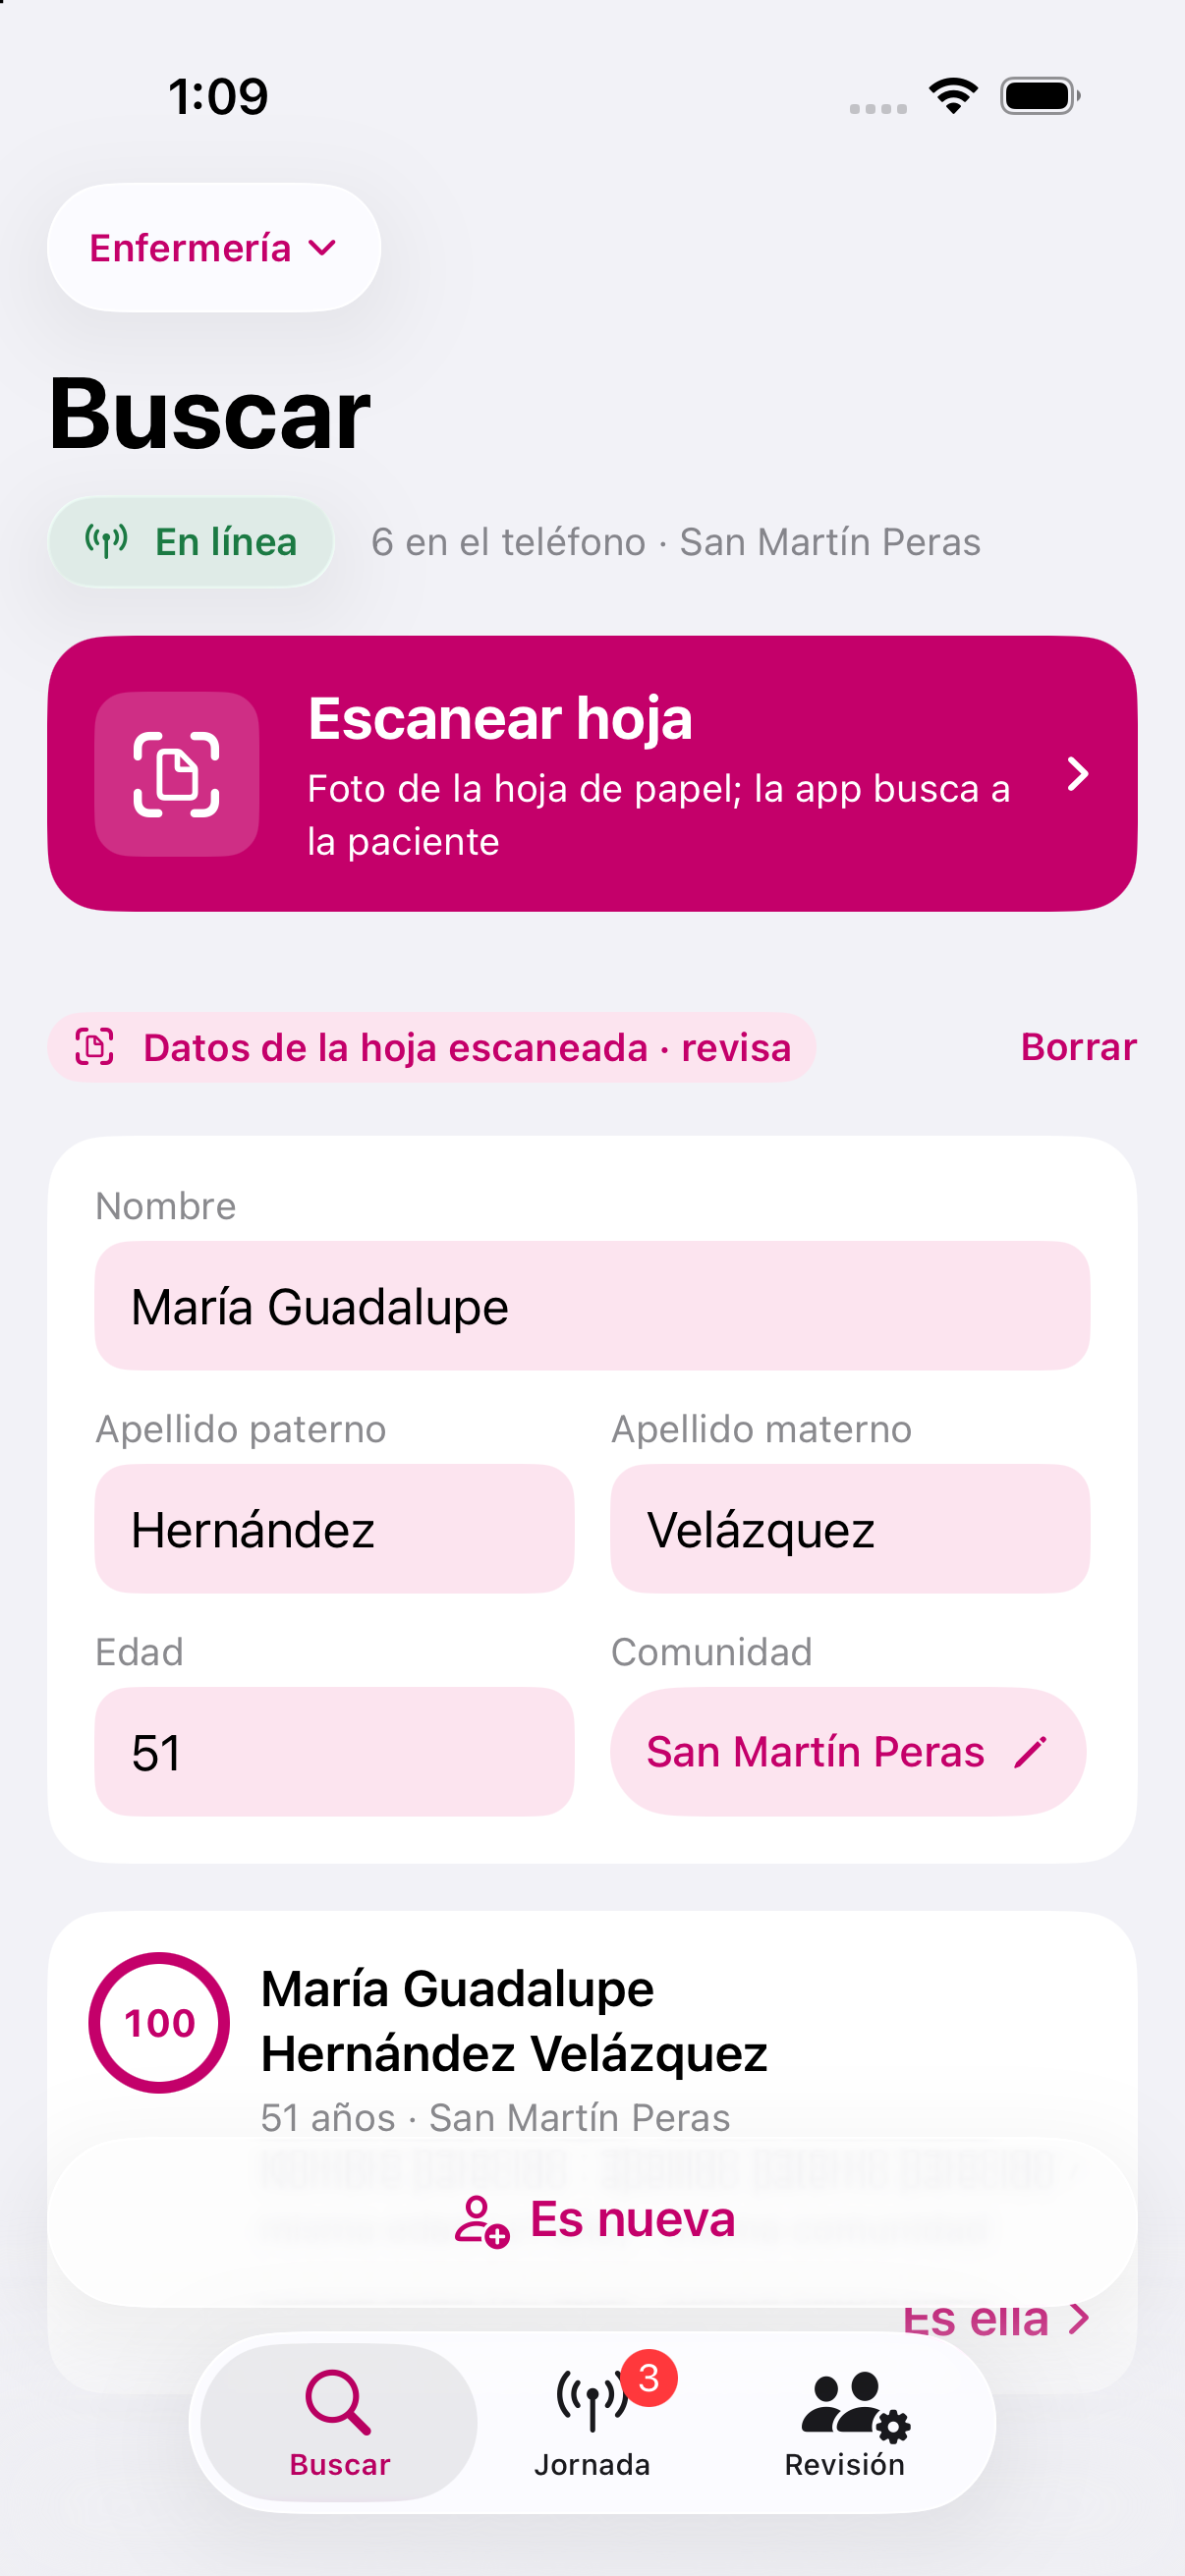 1:09
Enfermería
Buscar
En línea
6 en el teléfono · San Martín Peras
Escanear hoja
Foto de la hoja de papel; la app busca a
la paciente
Datos de la hoja escaneada · revisa
Borrar
Nombre
María Guadalupe
Apellido paterno
Apellido materno
Hernández
Velázquez
Edad
Comunidad
51
San Martín Peras
100
María Guadalupe
Hernández Velázquez
51 años · San Martín Peras
Es nueva
Es ella
3
Buscar
Jornada
Revisión